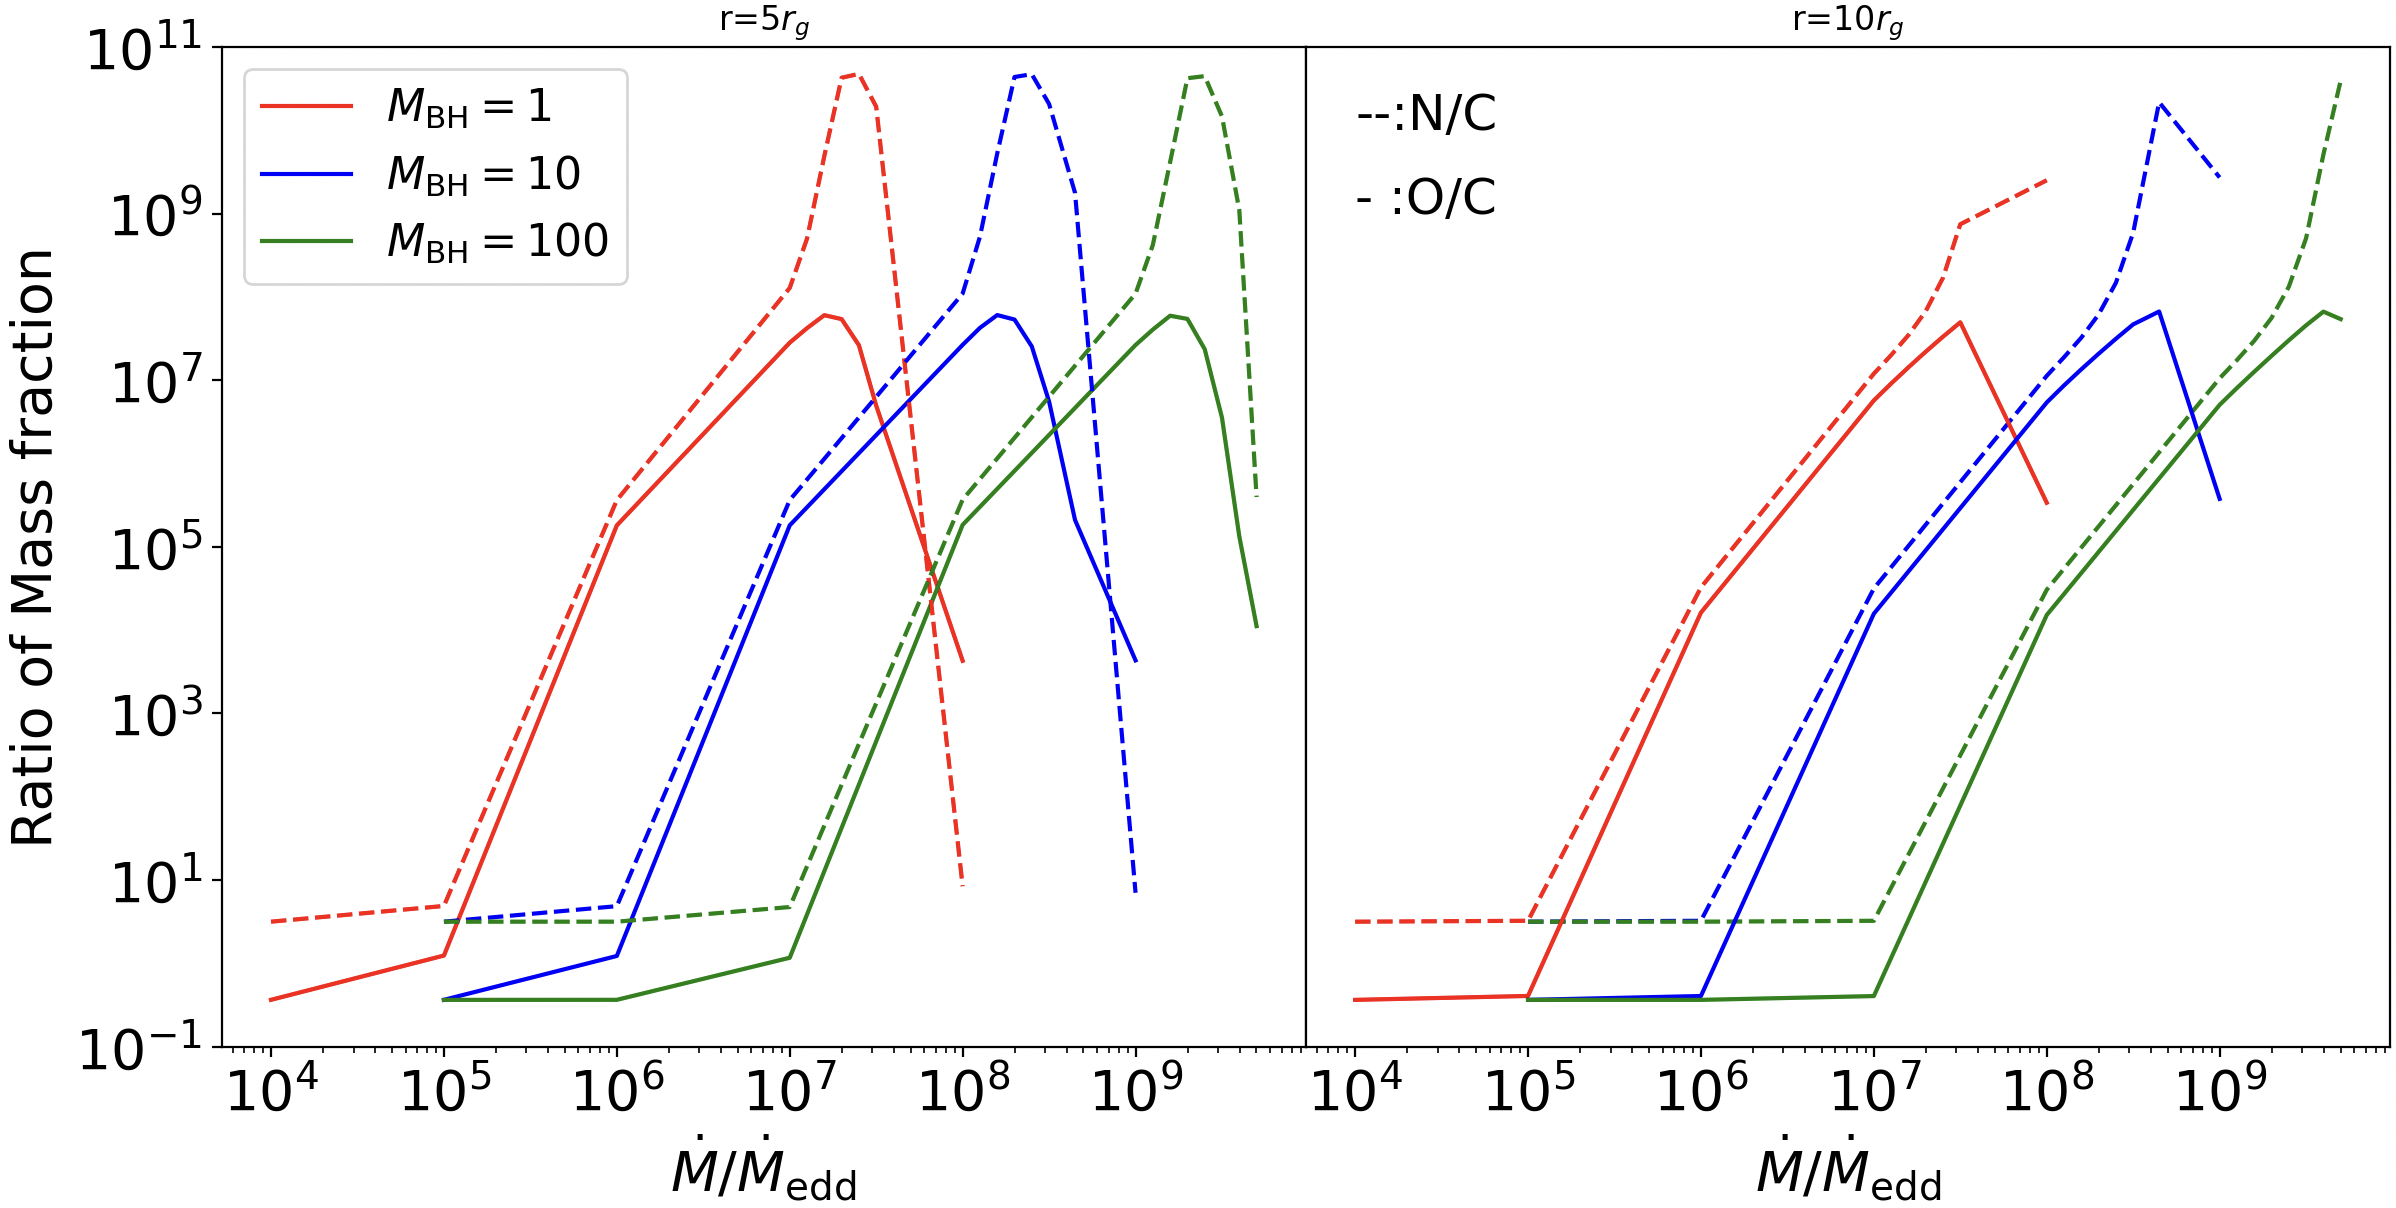 r=5r_g
r=10r_g
Ratio of Mass fraction
10^11
10^9
10^7
10^5
10^3
10^1
10^−1
M_BH = 1
M_BH = 10
M_BH = 100
--:N/C
- :O/C
10^4 10^5 10^6 10^7 10^8 10^9
10^4 10^5 10^6 10^7 10^8 10^9
Ṁ/Ṁ_edd
Ṁ/Ṁ_edd